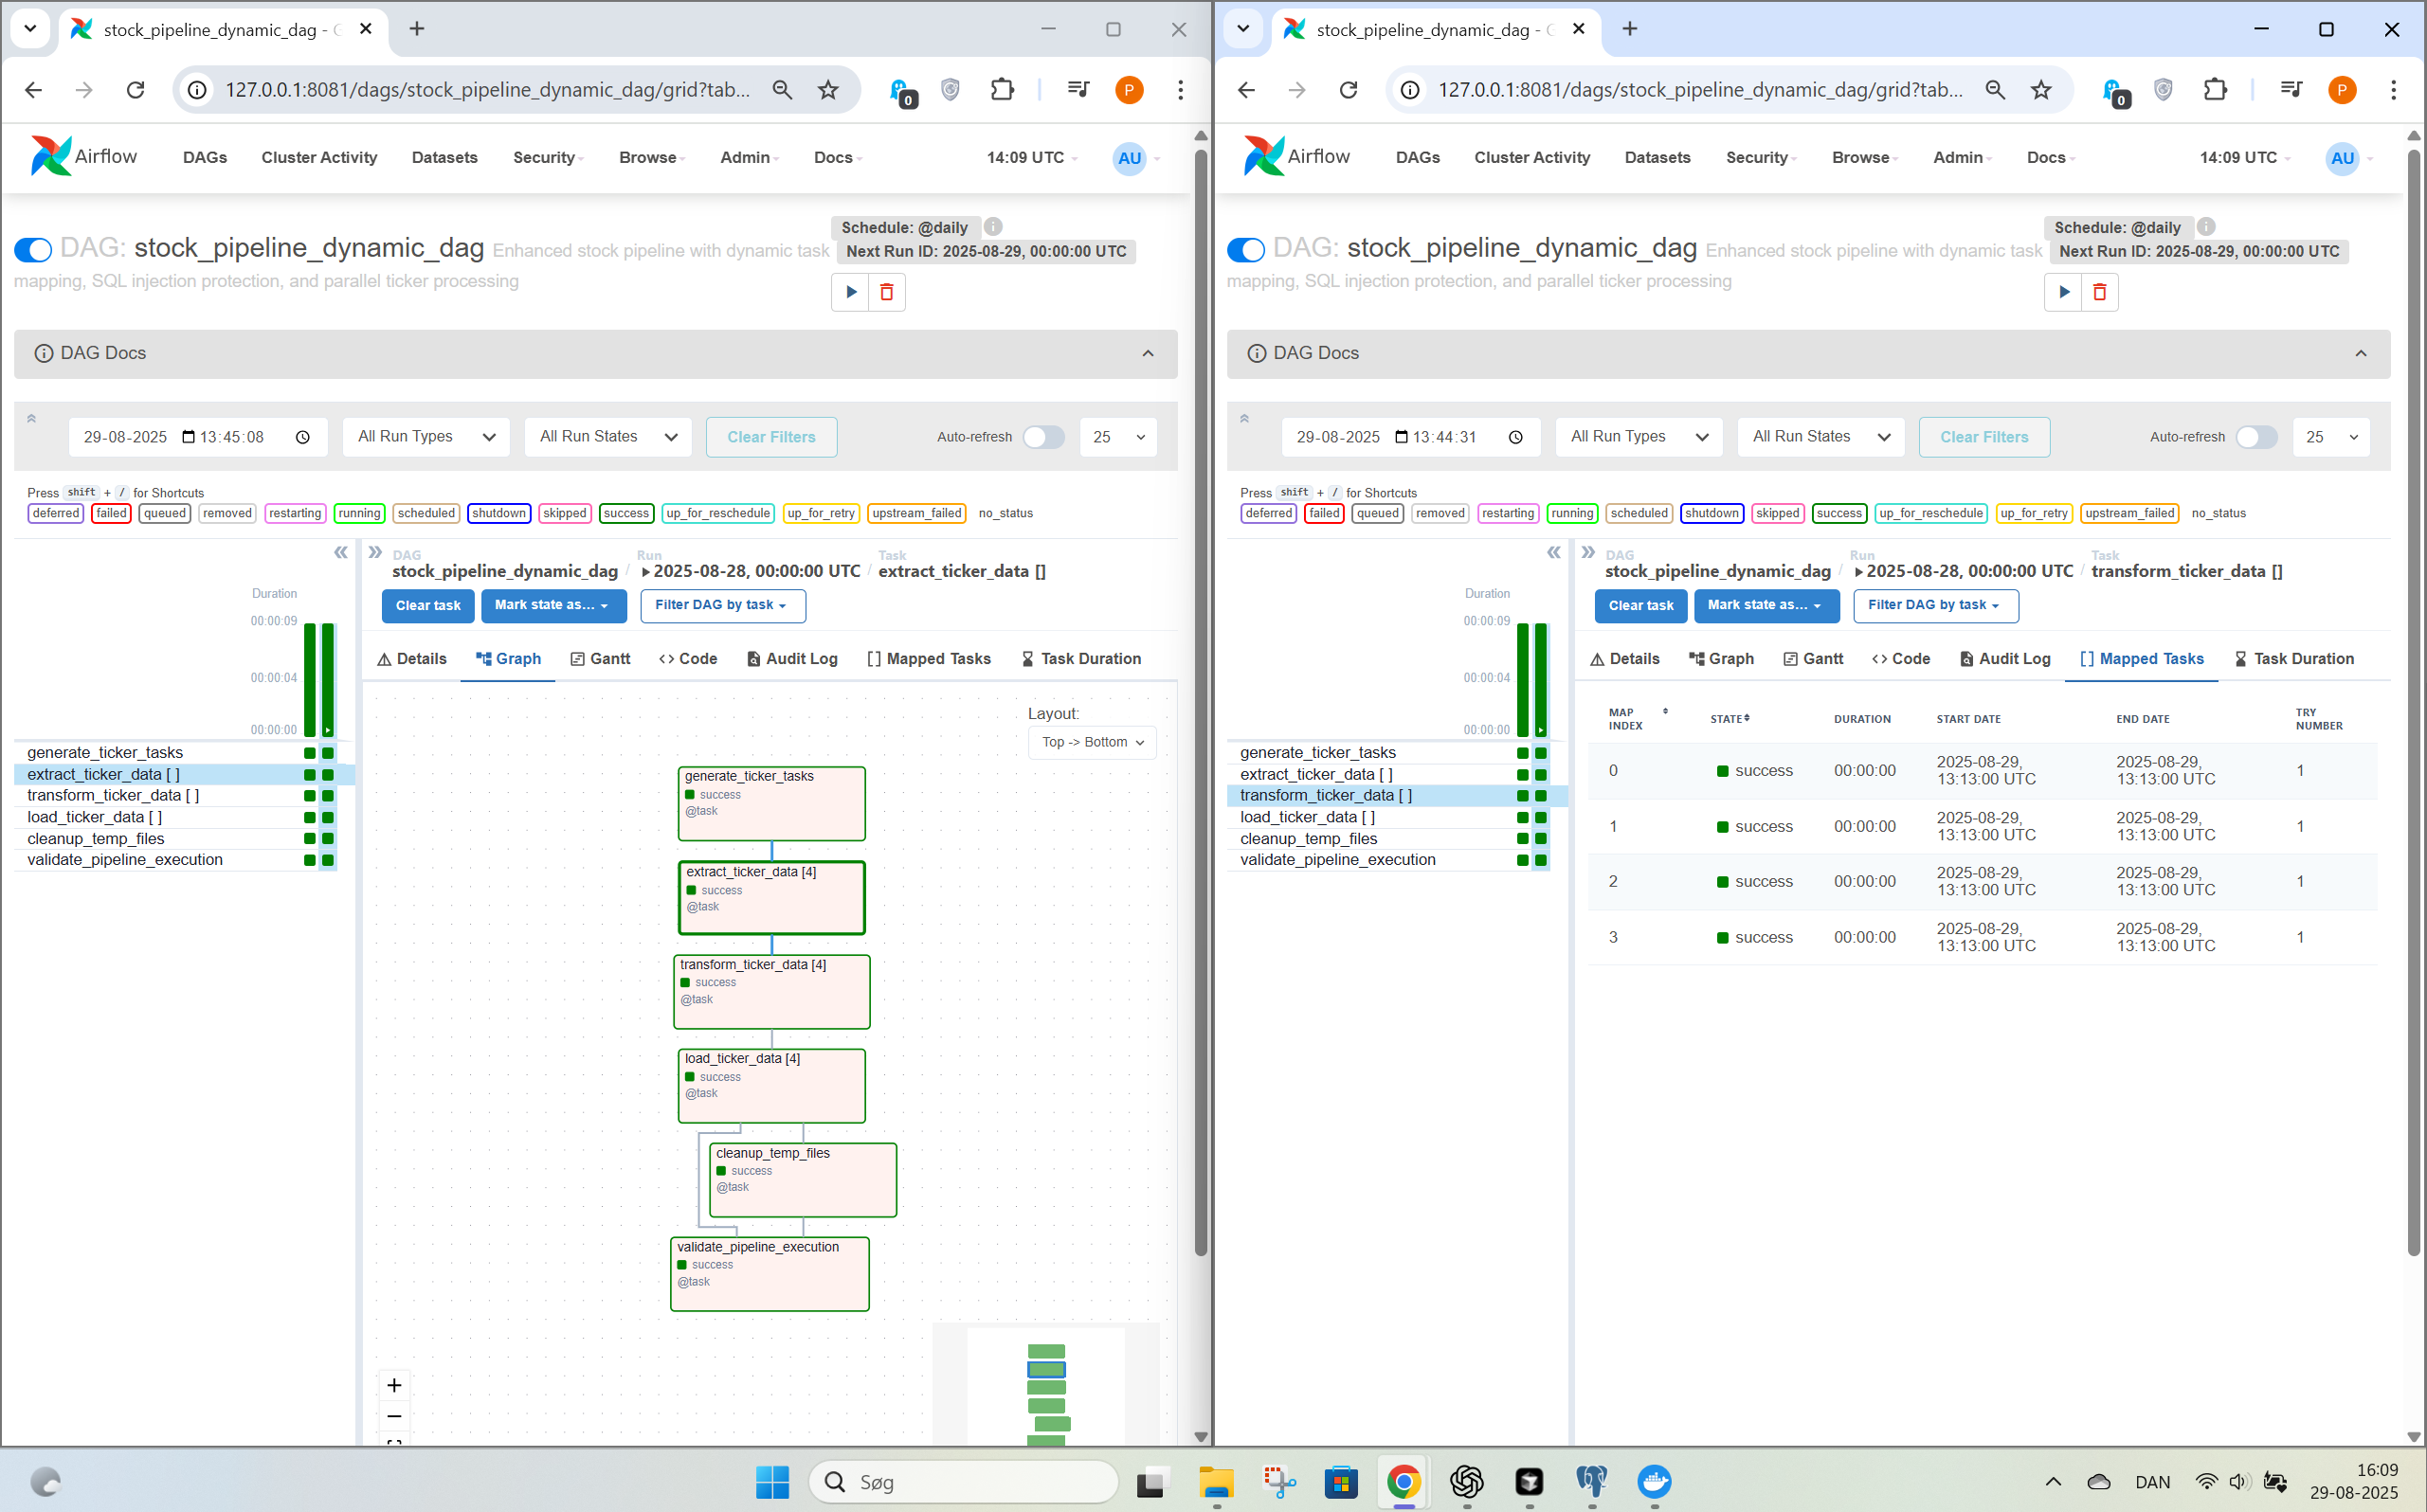 stock_pipeline_dynamic_dag -
127.0.0.1:8081/dags/stock_pipeline_dynamic_dag/grid?tab...
0
P
Airflow
DAGs Cluster Activity Datasets Security Browse Admin Docs
14:09 UTC
AU
DAG: stock_pipeline_dynamic_dag Enhanced stock pipeline with dynamic task
mapping, SQL injection protection, and parallel ticker processing
Schedule: @daily
Next Run ID: 2025-08-29, 00:00:00 UTC
DAG Docs
29-08-2025 13:45:08
All Run Types
All Run States
Clear Filters
Auto-refresh
25
Press shift + / for Shortcuts
deferred failed queued removed restarting running scheduled shutdown skipped success up_for_reschedule up_for_retry upstream_failed no_status
Duration
00:00:09
00:00:04
00:00:00
generate_ticker_tasks
extract_ticker_data [ ]
transform_ticker_data [ ]
load_ticker_data [ ]
cleanup_temp_files
validate_pipeline_execution
DAG Run Task
stock_pipeline_dynamic_dag / 2025-08-28, 00:00:00 UTC / extract_ticker_data []
Clear task Mark state as... Filter DAG by task
Details Graph Gantt Code Audit Log [] Mapped Tasks Task Duration
Layout:
Top -> Bottom
generate_ticker_tasks
success
@task
extract_ticker_data [4]
success
@task
transform_ticker_data [4]
success
@task
load_ticker_data [4]
success
@task
cleanup_temp_files
success
@task
validate_pipeline_execution
success
@task
stock_pipeline_dynamic_dag -
127.0.0.1:8081/dags/stock_pipeline_dynamic_dag/grid?tab...
0
P
Airflow
DAGs Cluster Activity Datasets Security Browse Admin Docs
14:09 UTC
AU
DAG: stock_pipeline_dynamic_dag Enhanced stock pipeline with dynamic task
mapping, SQL injection protection, and parallel ticker processing
Schedule: @daily
Next Run ID: 2025-08-29, 00:00:00 UTC
DAG Docs
29-08-2025 13:44:31
All Run Types
All Run States
Clear Filters
Auto-refresh
25
Press shift + / for Shortcuts
deferred failed queued removed restarting running scheduled shutdown skipped success up_for_reschedule up_for_retry upstream_failed no_status
Duration
00:00:09
00:00:04
00:00:00
generate_ticker_tasks
extract_ticker_data [ ]
transform_ticker_data [ ]
load_ticker_data [ ]
cleanup_temp_files
validate_pipeline_execution
DAG Run Task
stock_pipeline_dynamic_dag / 2025-08-28, 00:00:00 UTC / transform_ticker_data []
Clear task Mark state as... Filter DAG by task
Details Graph Gantt Code Audit Log [] Mapped Tasks Task Duration
MAP INDEX STATE DURATION START DATE END DATE TRY NUMBER
0 success 00:00:00 2025-08-29, 13:13:00 UTC 2025-08-29, 13:13:00 UTC 1
1 success 00:00:00 2025-08-29, 13:13:00 UTC 2025-08-29, 13:13:00 UTC 1
2 success 00:00:00 2025-08-29, 13:13:00 UTC 2025-08-29, 13:13:00 UTC 1
3 success 00:00:00 2025-08-29, 13:13:00 UTC 2025-08-29, 13:13:00 UTC 1
Søg
DAN
16:09
29-08-2025